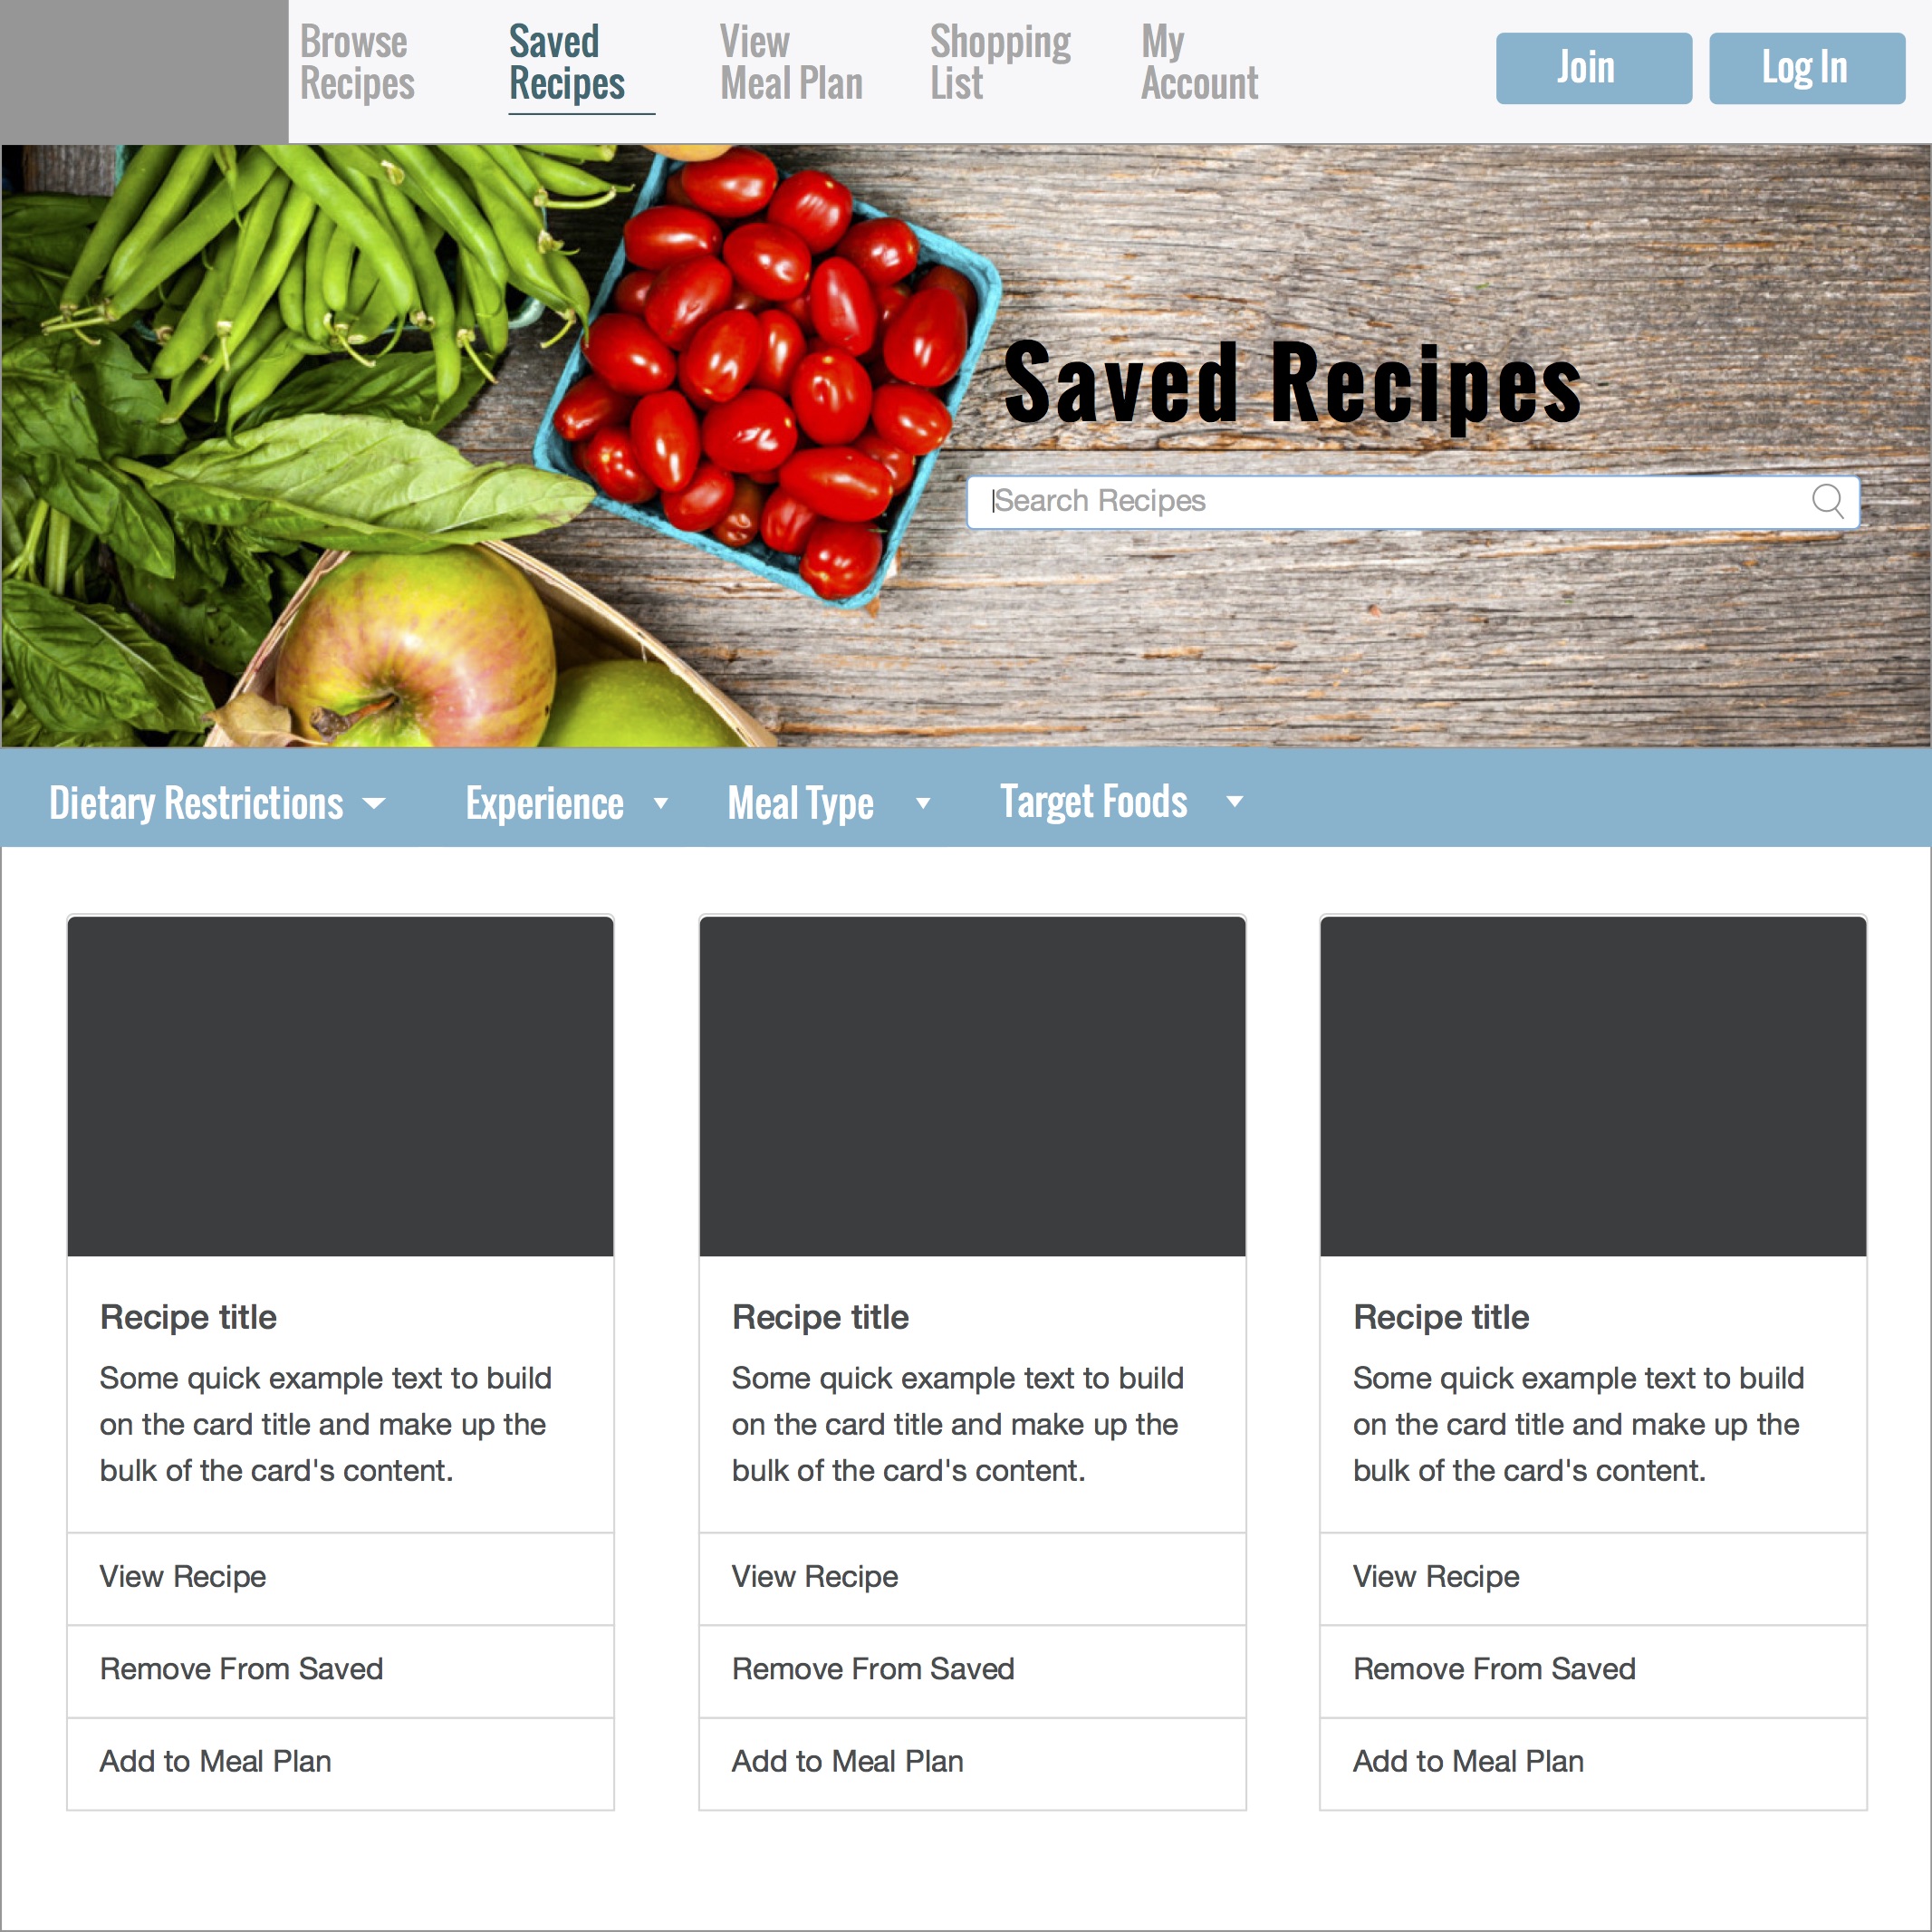 Browse
Recipes
Saved
Recipes
View
Meal Plan
Shopping
List
My
Account
Join
Log In
Saved Recipes
Search Recipes
Dietary Restrictions
Experience
Meal Type
Target Foods
Recipe title
Some quick example text to build
on the card title and make up the
bulk of the card's content.
View Recipe
Remove From Saved
Add to Meal Plan
Recipe title
Some quick example text to build
on the card title and make up the
bulk of the card's content.
View Recipe
Remove From Saved
Add to Meal Plan
Recipe title
Some quick example text to build
on the card title and make up the
bulk of the card's content.
View Recipe
Remove From Saved
Add to Meal Plan